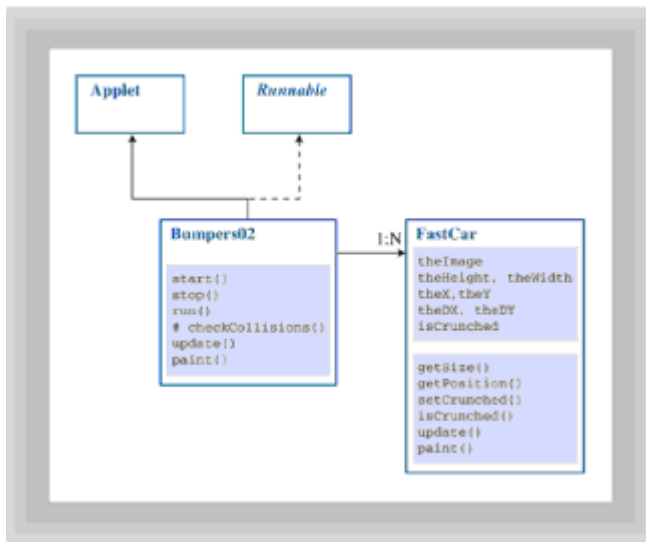 Applet
Runnable
Bumpers02
start()
stop()
run()
# checkCollisions()
update()
paint()
1:N
FastCar
theImage
theHeight, theWidth
theX,theY
theDX, theDY
isCrunched
getSize()
getPosition()
setCrunched()
isCrunched()
update()
paint()